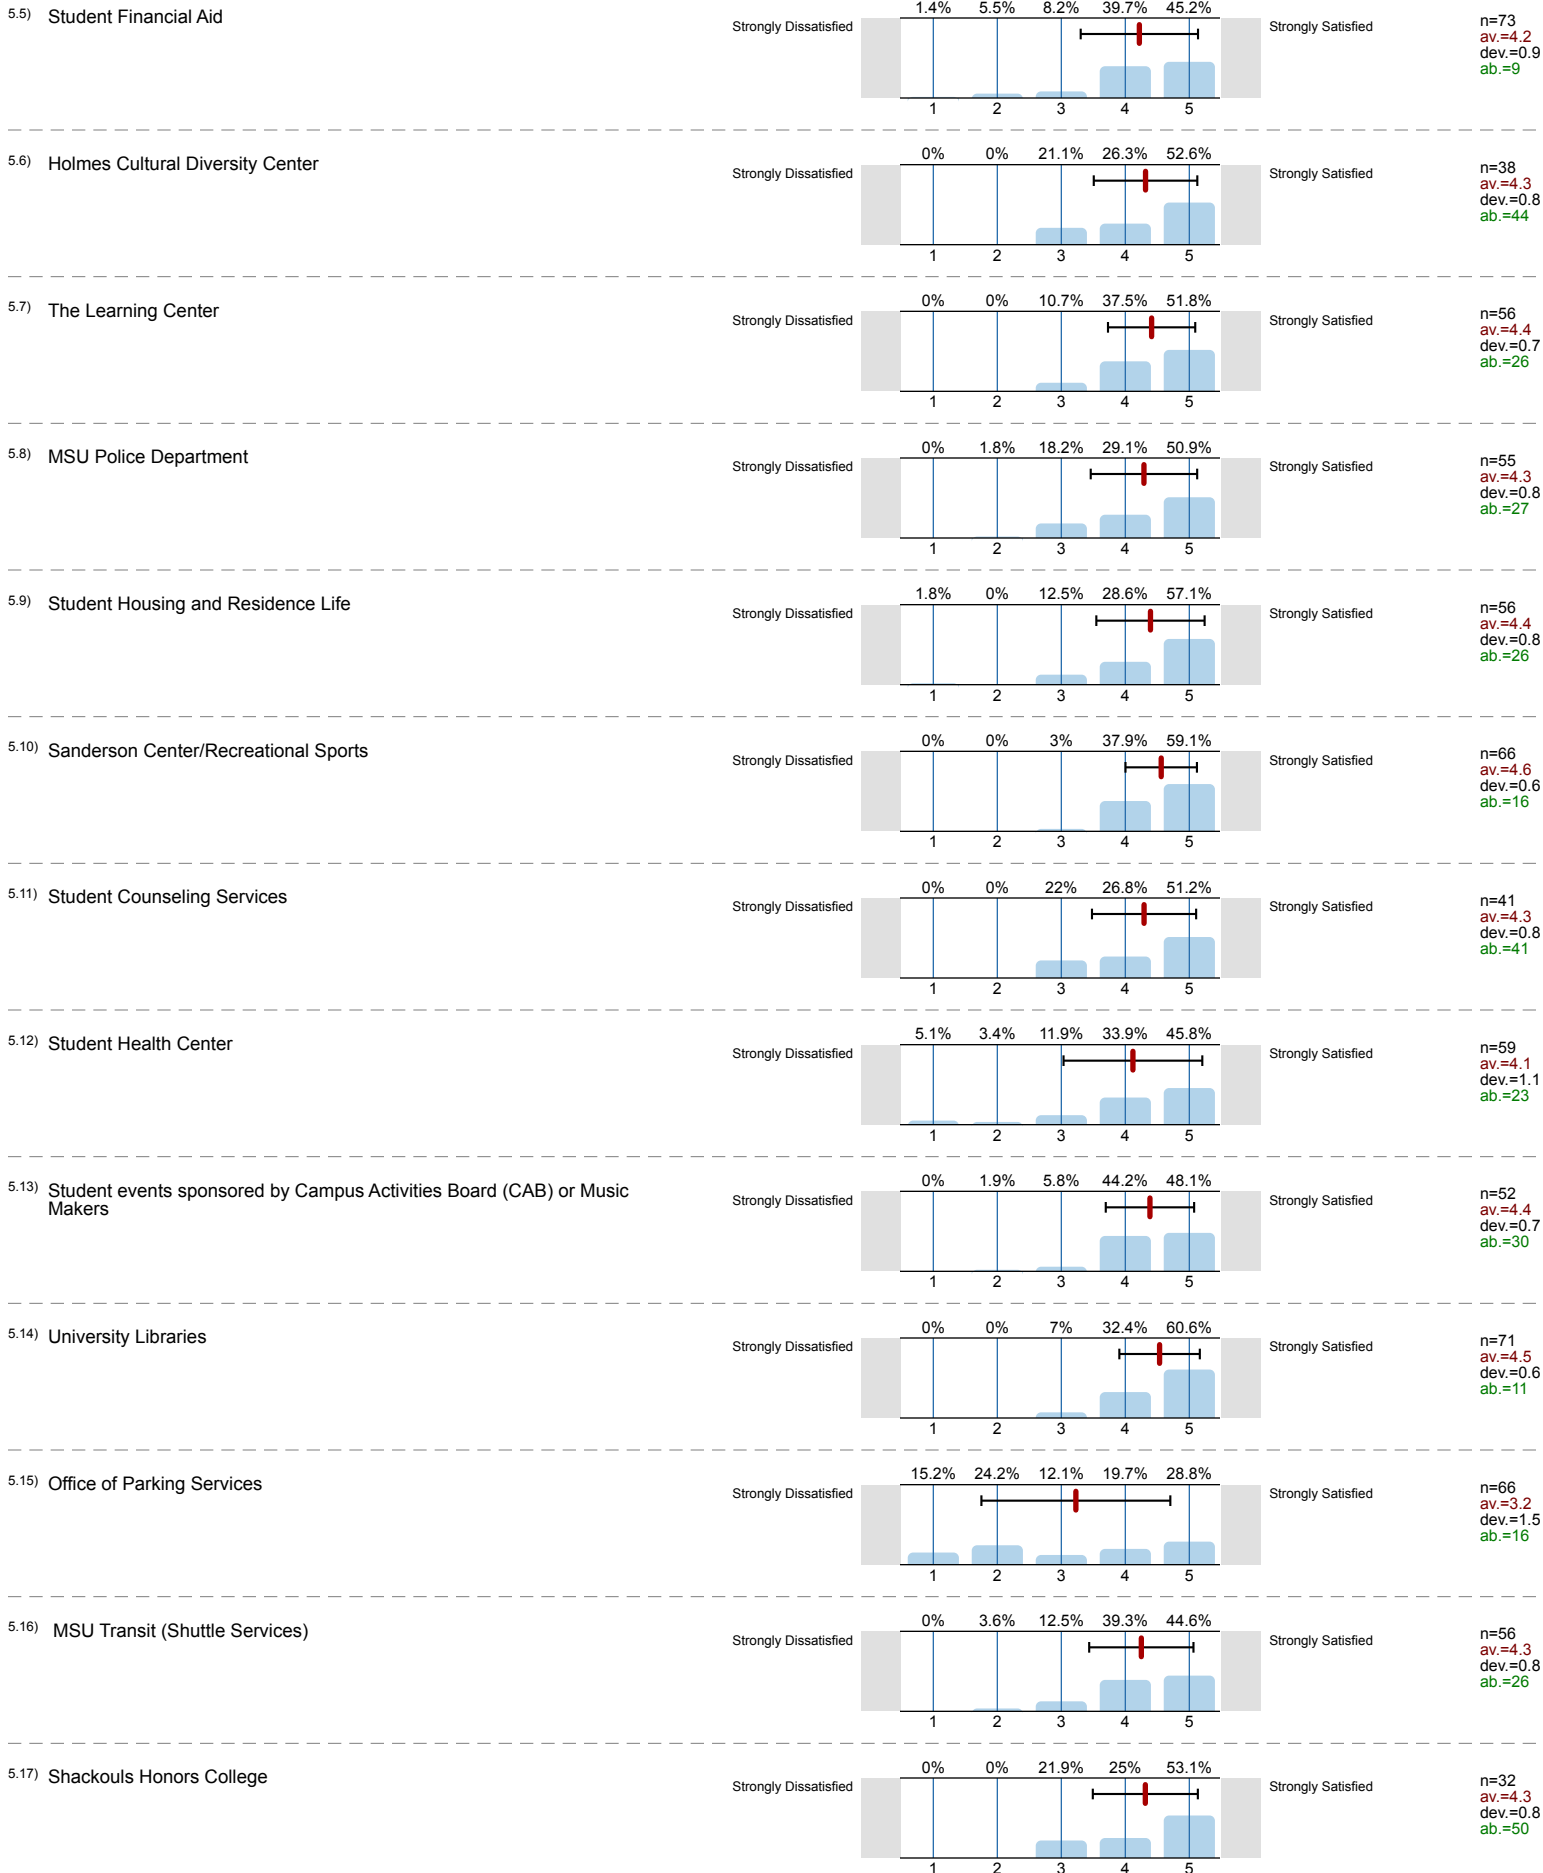 5.5) Student Financial Aid
1.4% 5.5% 8.2% 39.7% 45.2%
Strongly Dissatisfied Strongly Satisfied
n=73
av.=4.2
dev.=0.9
ab.=9
1 2 3 4 5
5.6) Holmes Cultural Diversity Center
0% 0% 21.1% 26.3% 52.6%
Strongly Dissatisfied Strongly Satisfied
n=38
av.=4.3
dev.=0.8
ab.=44
1 2 3 4 5
5.7) The Learning Center
0% 0% 10.7% 37.5% 51.8%
Strongly Dissatisfied Strongly Satisfied
n=56
av.=4.4
dev.=0.7
ab.=26
1 2 3 4 5
5.8) MSU Police Department
0% 1.8% 18.2% 29.1% 50.9%
Strongly Dissatisfied Strongly Satisfied
n=55
av.=4.3
dev.=0.8
ab.=27
1 2 3 4 5
5.9) Student Housing and Residence Life
1.8% 0% 12.5% 28.6% 57.1%
Strongly Dissatisfied Strongly Satisfied
n=56
av.=4.4
dev.=0.8
ab.=26
1 2 3 4 5
5.10) Sanderson Center/Recreational Sports
0% 0% 3% 37.9% 59.1%
Strongly Dissatisfied Strongly Satisfied
n=66
av.=4.6
dev.=0.6
ab.=16
1 2 3 4 5
5.11) Student Counseling Services
0% 0% 22% 26.8% 51.2%
Strongly Dissatisfied Strongly Satisfied
n=41
av.=4.3
dev.=0.8
ab.=41
1 2 3 4 5
5.12) Student Health Center
5.1% 3.4% 11.9% 33.9% 45.8%
Strongly Dissatisfied Strongly Satisfied
n=59
av.=4.1
dev.=1.1
ab.=23
1 2 3 4 5
5.13) Student events sponsored by Campus Activities Board (CAB) or Music
Makers
0% 1.9% 5.8% 44.2% 48.1%
Strongly Dissatisfied Strongly Satisfied
n=52
av.=4.4
dev.=0.7
ab.=30
1 2 3 4 5
5.14) University Libraries
0% 0% 7% 32.4% 60.6%
Strongly Dissatisfied Strongly Satisfied
n=71
av.=4.5
dev.=0.6
ab.=11
1 2 3 4 5
5.15) Office of Parking Services
15.2% 24.2% 12.1% 19.7% 28.8%
Strongly Dissatisfied Strongly Satisfied
n=66
av.=3.2
dev.=1.5
ab.=16
1 2 3 4 5
5.16) MSU Transit (Shuttle Services)
0% 3.6% 12.5% 39.3% 44.6%
Strongly Dissatisfied Strongly Satisfied
n=56
av.=4.3
dev.=0.8
ab.=26
1 2 3 4 5
5.17) Shackouls Honors College
0% 0% 21.9% 25% 53.1%
Strongly Dissatisfied Strongly Satisfied
n=32
av.=4.3
dev.=0.8
ab.=50
1 2 3 4 5